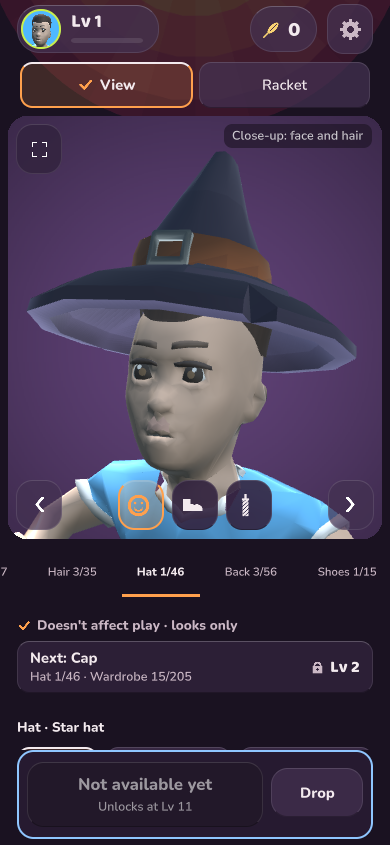 Lv 1
0
View
Racket
Close-up: face and hair
7
Hair 3/35
Hat 1/46
Back 3/56
Shoes 1/15
Doesn't affect play · looks only
Next: Cap
Hat 1/46 · Wardrobe 15/205
Lv 2
Hat · Star hat
Not available yet
Unlocks at Lv 11
Drop